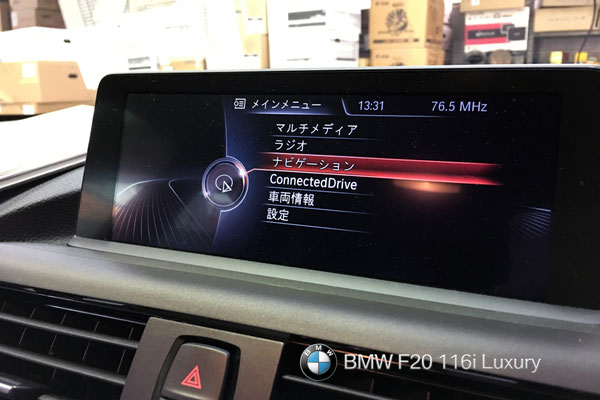 メインメニュー 13:31 76.5 MHz
マルチメディア
ラジオ
ナビゲーション
ConnectedDrive
車両情報
設定
BMW
BMW F20 116i Luxury